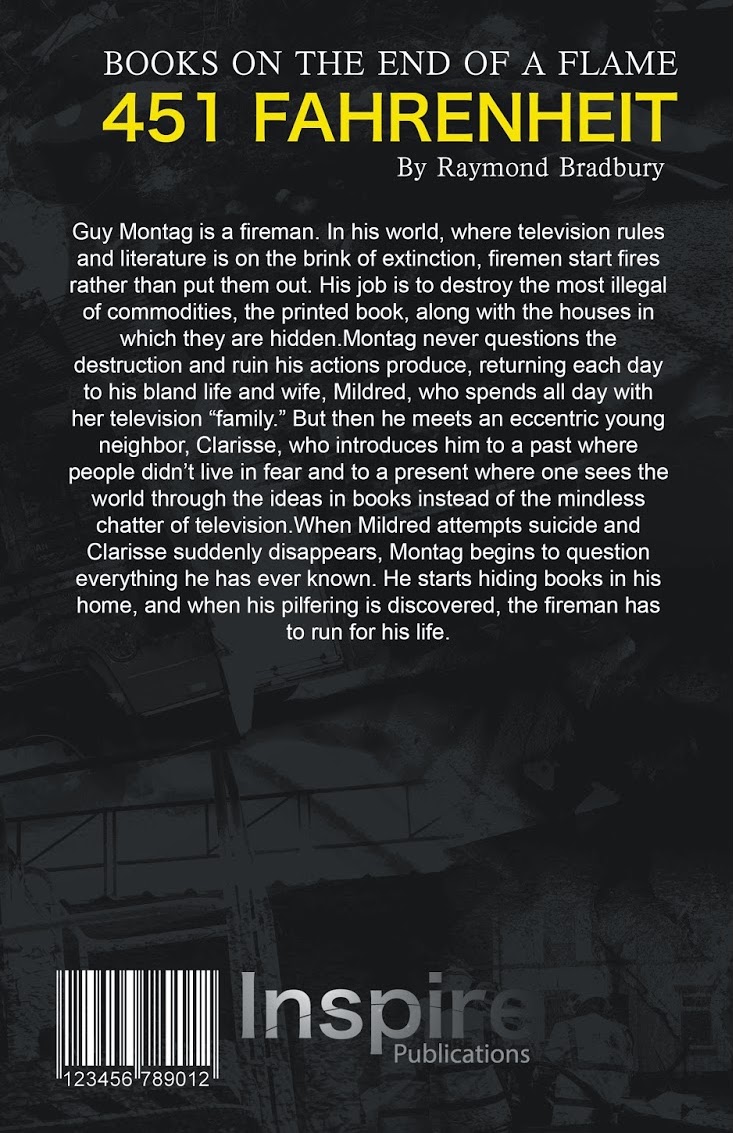 BOOKS ON THE END OF A FLAME
451 FAHRENHEIT
By Raymond Bradbury
Guy Montag is a fireman. In his world, where television rules
and literature is on the brink of extinction, firemen start fires
rather than put them out. His job is to destroy the most illegal
of commodities, the printed book, along with the houses in
which they are hidden.Montag never questions the
destruction and ruin his actions produce, returning each day
to his bland life and wife, Mildred, who spends all day with
her television “family.” But then he meets an eccentric young
neighbor, Clarisse, who introduces him to a past where
people didn’t live in fear and to a present where one sees the
world through the ideas in books instead of the mindless
chatter of television.When Mildred attempts suicide and
Clarisse suddenly disappears, Montag begins to question
everything he has ever known. He starts hiding books in his
home, and when his pilfering is discovered, the fireman has
to run for his life.
Inspire
Publications
123456 789012